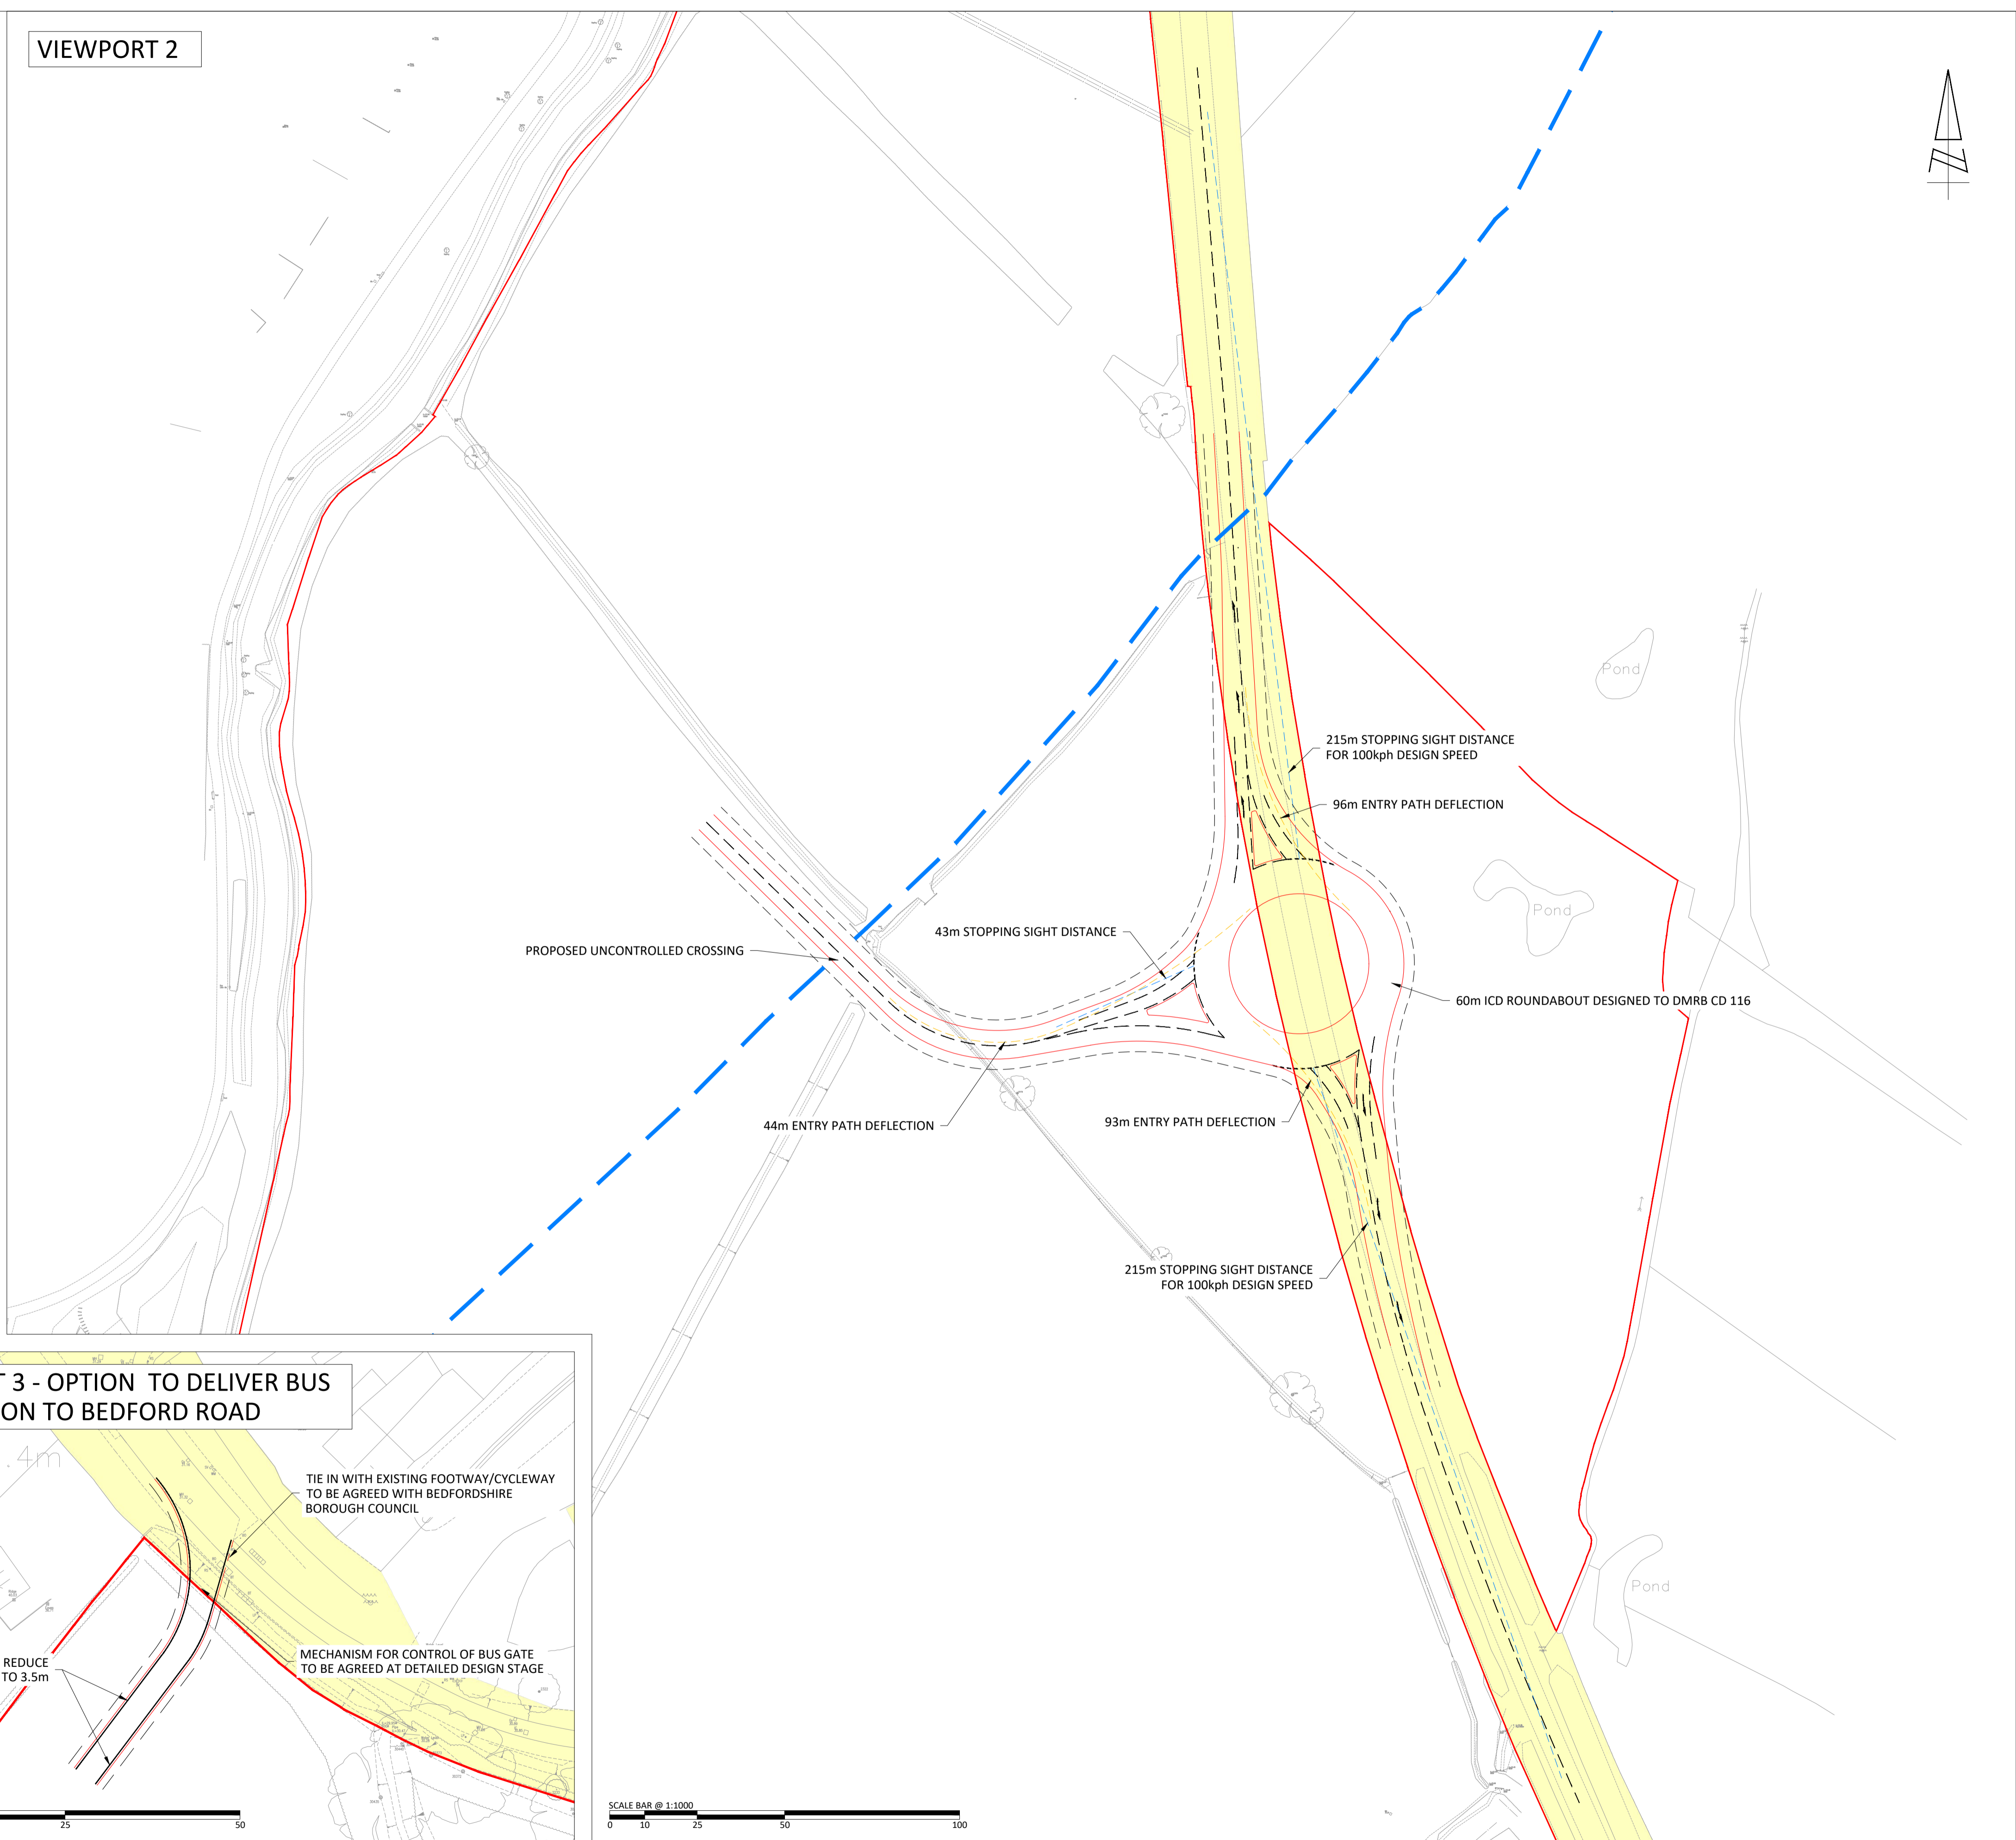 VIEWPORT 2
Pond
215m STOPPING SIGHT DISTANCE
FOR 100kph DESIGN SPEED
96m ENTRY PATH DEFLECTION
Pond
43m STOPPING SIGHT DISTANCE
PROPOSED UNCONTROLLED CROSSING
60m ICD ROUNDABOUT DESIGNED TO DMRB CD 116
44m ENTRY PATH DEFLECTION
93m ENTRY PATH DEFLECTION
215m STOPPING SIGHT DISTANCE
FOR 100kph DESIGN SPEED
T 3 - OPTION TO DELIVER BUS
ON TO BEDFORD ROAD
4m
TIE IN WITH EXISTING FOOTWAY/CYCLEWAY
TO BE AGREED WITH BEDFORDSHIRE
BOROUGH COUNCIL
Pond
MECHANISM FOR CONTROL OF BUS GATE
TO BE AGREED AT DETAILED DESIGN STAGE
REDUCE
TO 3.5m
25 50
SCALE BAR @ 1:1000
0 10 25 50 100